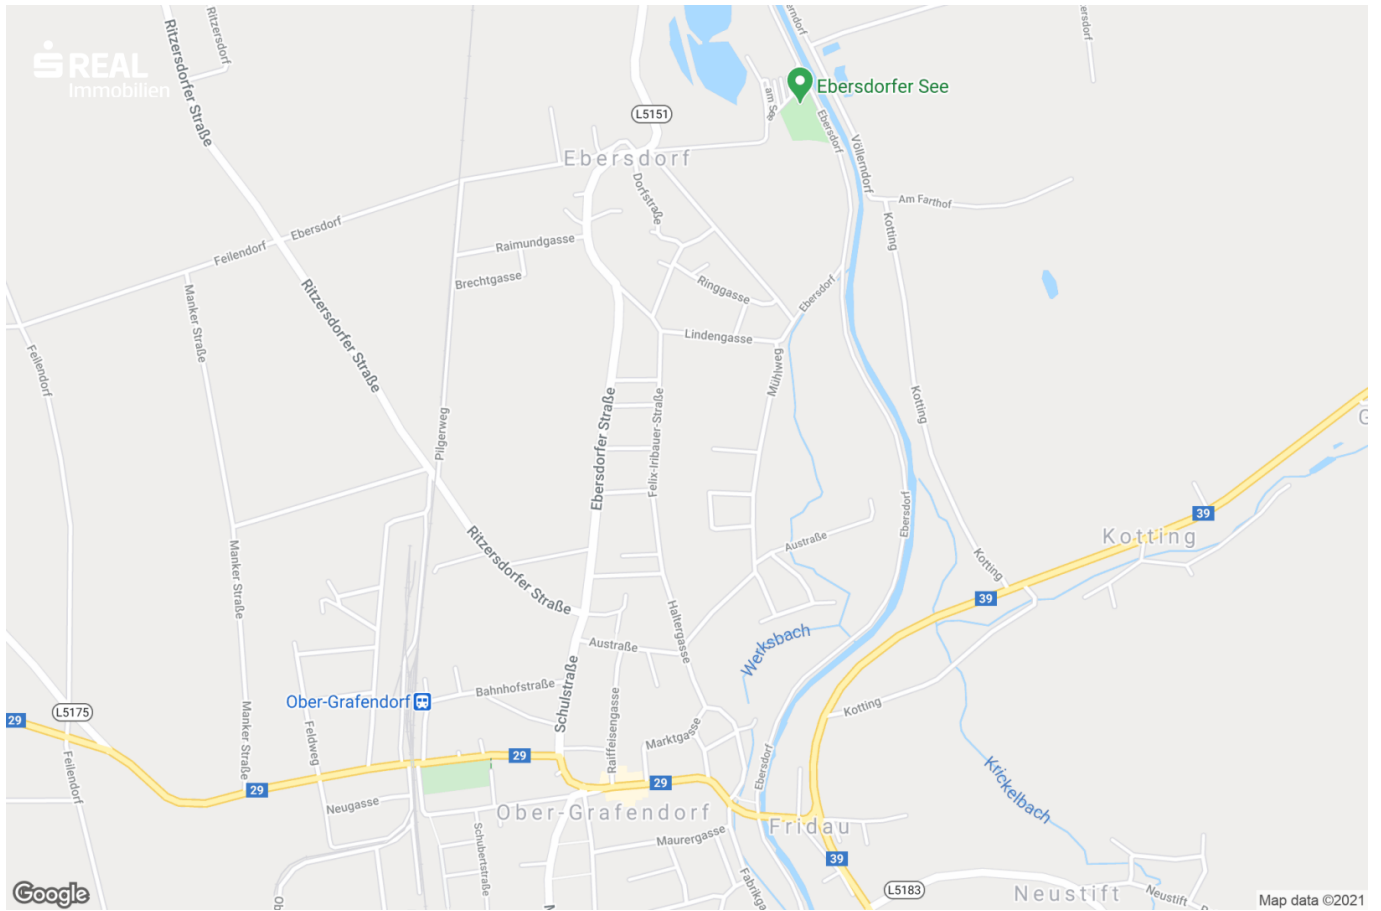 S REAL
Immobilien
Ritzersdorf
Ritzersdorfer Straße
L5151
Ebersdorf
am See
Ebersdorfer See
Ebersdorf
Völlerndorf
Am Farthof
Kotting
Dorfstraße
Feilendorf
Ebersdorf
Raimundgasse
Brechtgasse
Ringgasse
Ebersdorf
Lindengasse
Mühlweg
Manker Straße
Ritzersdorfer Straße
Feilendorf
Pilgerweg
Ebersdorfer Straße
Felix-Iribauer-Straße
Kotting
G
39
Kotting
Ebersdorf
Austraße
Kotting
39
Manker Straße
Ritzersdorfer Straße
Haltergasse
Austraße
Werksbach
Schulstraße
Bahnhofstraße
Raiffeisengasse
Ober-Grafendorf
L5175
29
Feldweg
Manker Straße
Marktgasse
Kotting
Ebersdorf
Krickelbach
Feilendorf
29
29
29
Neugasse
Ober-Grafendorf
Fridau
Schubertstraße
Maurergasse
39
Fabrikga
L5183
Neustift
Neustift
Google
Map data ©2021